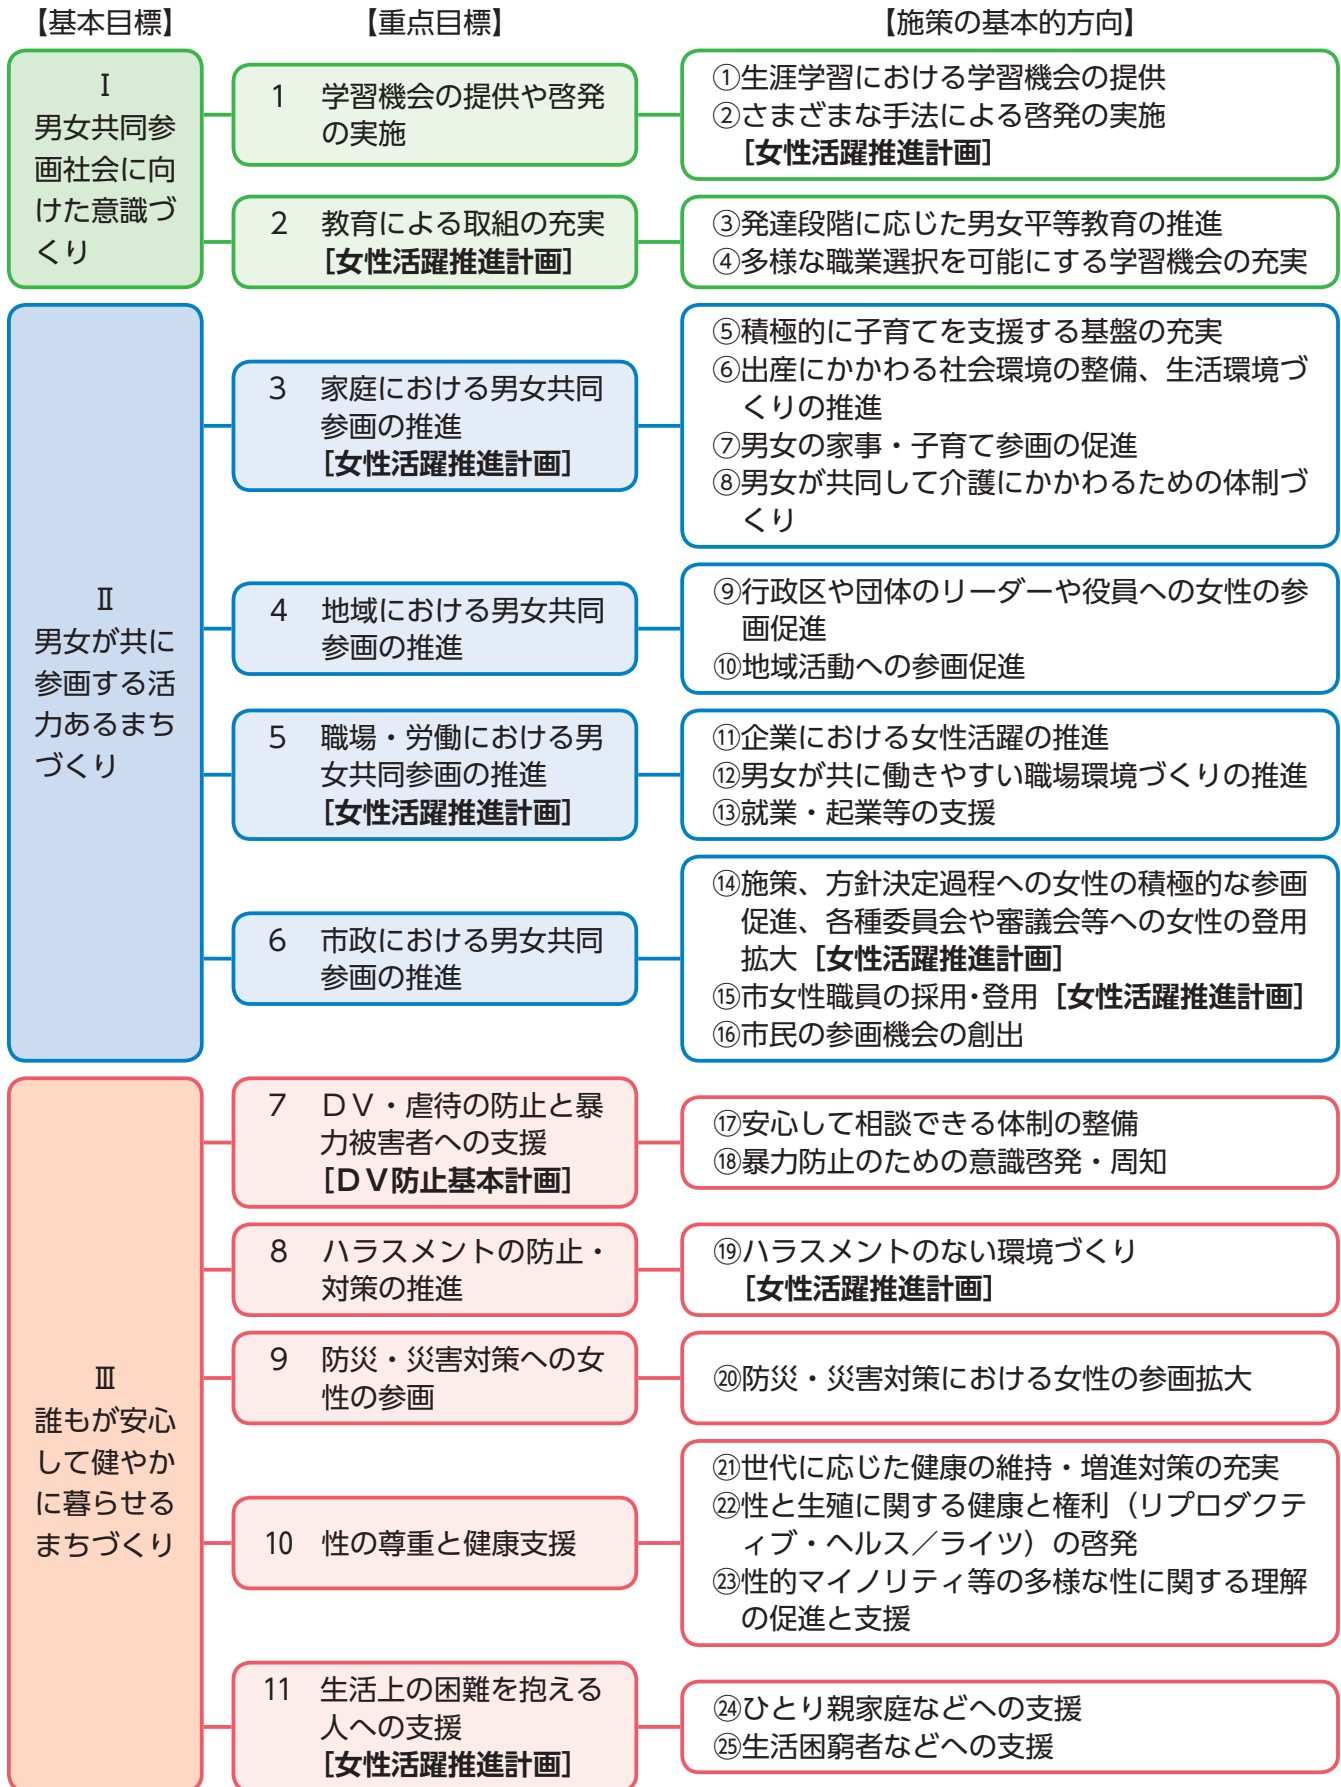 【基本目標】
【重点目標】
【施策の基本的方向】
Ⅰ
男女共同参
画社会に向
けた意識づ
くり
1 学習機会の提供や啓発
の実施
①生涯学習における学習機会の提供
②さまざまな手法による啓発の実施
［女性活躍推進計画］
2 教育による取組の充実
［女性活躍推進計画］
③発達段階に応じた男女平等教育の推進
④多様な職業選択を可能にする学習機会の充実
Ⅱ
男女が共に
参画する活
力あるまち
づくり
3 家庭における男女共同
参画の推進
［女性活躍推進計画］
⑤積極的に子育てを支援する基盤の充実
⑥出産にかかわる社会環境の整備、生活環境づ
くりの推進
⑦男女の家事・子育て参画の促進
⑧男女が共同して介護にかかわるための体制づ
くり
4 地域における男女共同
参画の推進
⑨行政区や団体のリーダーや役員への女性の参
画促進
⑩地域活動への参画促進
5 職場・労働における男
女共同参画の推進
［女性活躍推進計画］
⑪企業における女性活躍の推進
⑫男女が共に働きやすい職場環境づくりの推進
⑬就業・起業等の支援
6 市政における男女共同
参画の推進
⑭施策、方針決定過程への女性の積極的な参画
促進、各種委員会や審議会等への女性の登用
拡大［女性活躍推進計画］
⑮市女性職員の採用・登用［女性活躍推進計画］
⑯市民の参画機会の創出
Ⅲ
誰もが安心
して健やか
に暮らせる
まちづくり
7 ＤＶ・虐待の防止と暴
力被害者への支援
［ＤＶ防止基本計画］
⑰安心して相談できる体制の整備
⑱暴力防止のための意識啓発・周知
8 ハラスメントの防止・
対策の推進
⑲ハラスメントのない環境づくり
［女性活躍推進計画］
9 防災・災害対策への女
性の参画
⑳防災・災害対策における女性の参画拡大
10 性の尊重と健康支援
㉑世代に応じた健康の維持・増進対策の充実
㉒性と生殖に関する健康と権利（リプロダクテ
ィブ・ヘルス／ライツ）の啓発
㉓性的マイノリティ等の多様な性に関する理解
の促進と支援
11 生活上の困難を抱える
人への支援
［女性活躍推進計画］
㉔ひとり親家庭などへの支援
㉕生活困窮者などへの支援